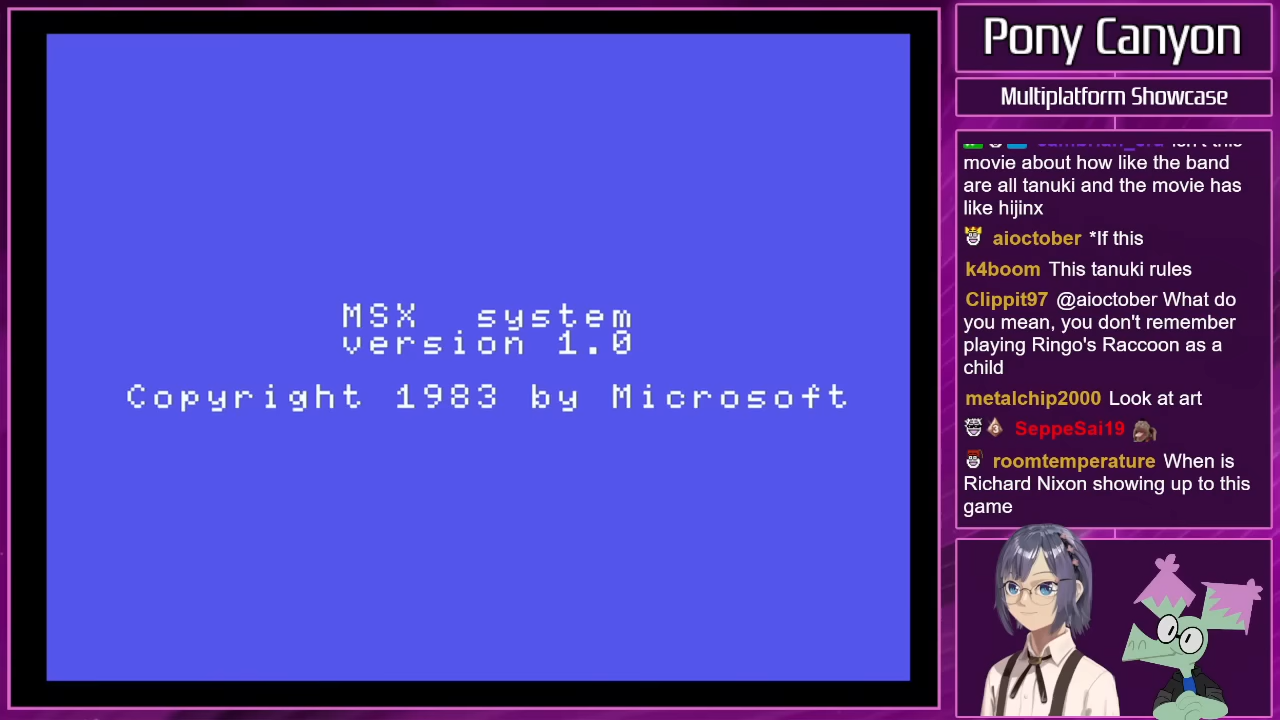 Pony Canyon
Multiplatform Showcase
MSX system
version 1.0
Copyright 1983 by Microsoft
movie about how like the band
are all tanuki and the movie has
like hijinx
aioctober *If this
k4boom This tanuki rules
Clippit97 @aioctober What do
you mean, you don't remember
playing Ringo's Raccoon as a
child
metalchip2000 Look at art
SeppeSai19
roomtemperature When is
Richard Nixon showing up to this
game